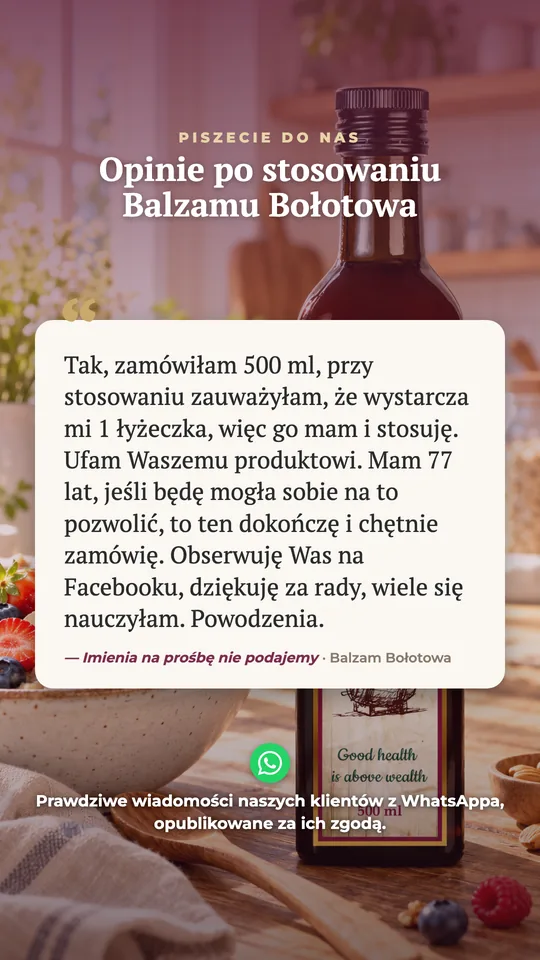 PISZECIE DO NAS
Opinie po stosowaniu
Balzamu Bołotowa
“
Tak, zamówiłam 500 ml, przy
stosowaniu zauważyłam, że wystarcza
mi 1 łyżeczka, więc go mam i stosuję.
Ufam Waszemu produktowi. Mam 77
lat, jeśli będę mogła sobie na to
pozwolić, to ten dokończę i chętnie
zamówię. Obserwuję Was na
Facebooku, dziękuję za rady, wiele się
nauczyłam. Powodzenia.
— Imienia na prośbę nie podajemy · Balzam Bołotowa
Good health
is above wealth
Prawdziwe wiadomości naszych klientów z WhatsAppa,
500 ml
opublikowane za ich zgodą.